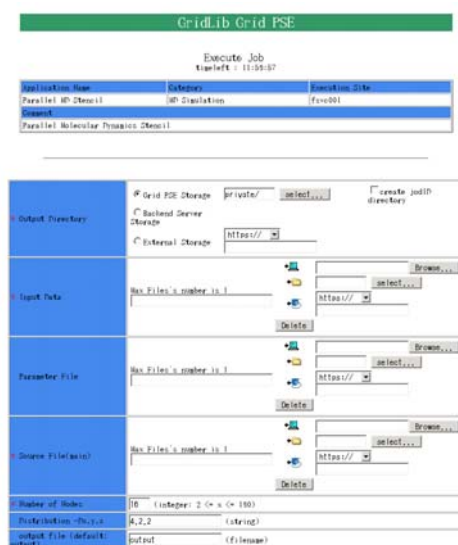 GridLib Grid PSE
Execute Job
timeleft : 11:59:57
Application Name Category Execution Site
Parallel MD Stencil MD Simulation fsvc001
Comment
Parallel Molecular Dynamics Stencil
* Output Directory
Grid PSE Storage private/ select... create jodID directory
Backend Server Storage
External Storage https://
* Input Data
Max Files's number is 1
Browse...
select...
https://
Delete
Parameter File
Max Files's number is 1
Browse...
select...
https://
Delete
* Source File(main)
Max Files's number is 1
Browse...
select...
https://
Delete
* Number of Nodes 16 (integer: 2 <= x <= 190)
Distribution 4,2,2 (string)
output file (default: output) output (filename)